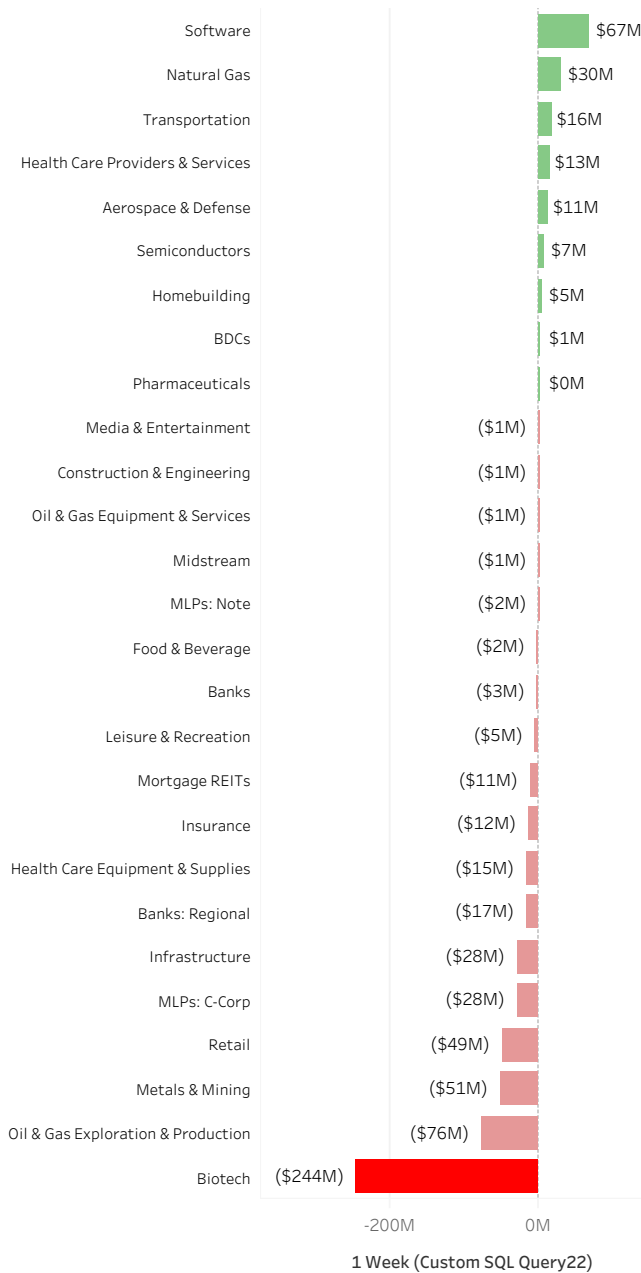 Software $67M
Natural Gas $30M
Transportation $16M
Health Care Providers & Services $13M
Aerospace & Defense $11M
Semiconductors $7M
Homebuilding $5M
BDCs $1M
Pharmaceuticals $0M
Media & Entertainment ($1M)
Construction & Engineering ($1M)
Oil & Gas Equipment & Services ($1M)
Midstream ($1M)
MLPs: Note ($2M)
Food & Beverage ($2M)
Banks ($3M)
Leisure & Recreation ($5M)
Mortgage REITs ($11M)
Insurance ($12M)
Health Care Equipment & Supplies ($15M)
Banks: Regional ($17M)
Infrastructure ($28M)
MLPs: C-Corp ($28M)
Retail ($49M)
Metals & Mining ($51M)
Oil & Gas Exploration & Production ($76M)
Biotech ($244M)
-200M 0M
1 Week (Custom SQL Query22)